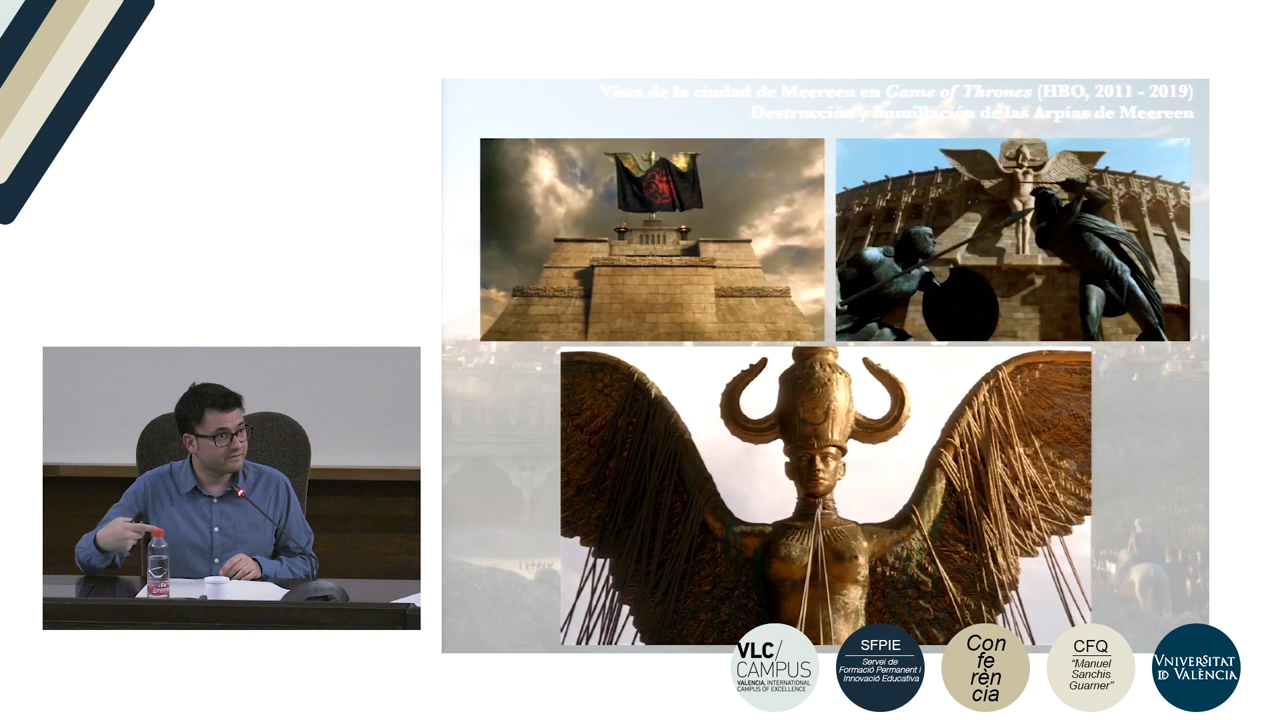 Vista de la ciudad de Meereen en Game of Thrones (HBO, 2011 - 2019)
Destrucción y humillación de las Arpías de Meereen
VLC/
CAMPUS
VALENCIA, INTERNATIONAL
CAMPUS OF EXCELLENCE
SFPIE
Servei de
Formació Permanent i
Innovació Educativa
Con
fe
rèn
cia
CFQ
"Manuel
Sanchis
Guarner"
VNIVERSITAT
ID VALÈNCIA